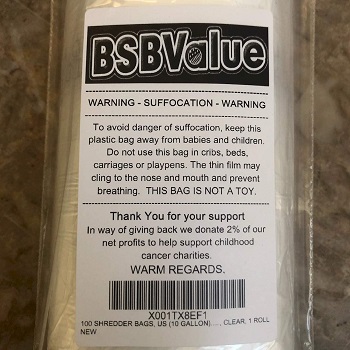 BSBValue
WARNING - SUFFOCATION - WARNING
To avoid danger of suffocation, keep this
plastic bag away from babies and children.
Do not use this bag in cribs, beds,
carriages or playpens. The thin film may
cling to the nose and mouth and prevent
breathing. THIS BAG IS NOT A TOY.
Thank You for your support
In way of giving back we donate 2% of our
net profits to help support childhood
cancer charities.
WARM REGARDS.
X001TX8EF1
100 SHREDDER BAGS, US (10 GALLON)...., CLEAR, 1 ROLL
NEW